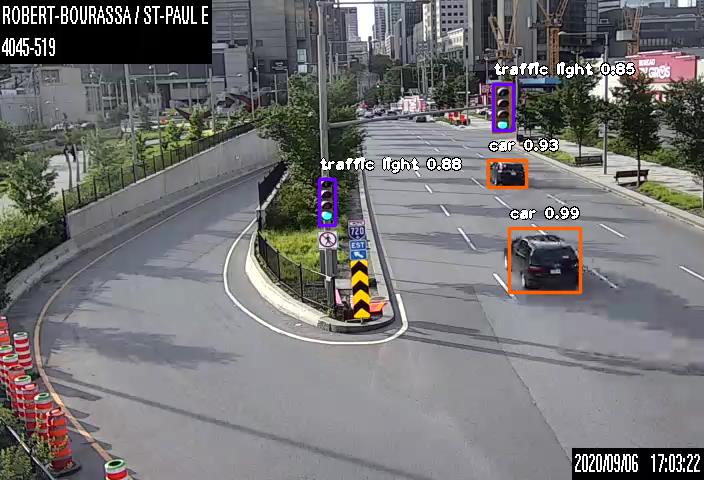 ROBERT-BOURASSA / ST-PAUL E
4045-519
traffic light 0.85
car 0.93
traffic light 0.88
car 0.99
720
EST
2020/09/06 17:03:22